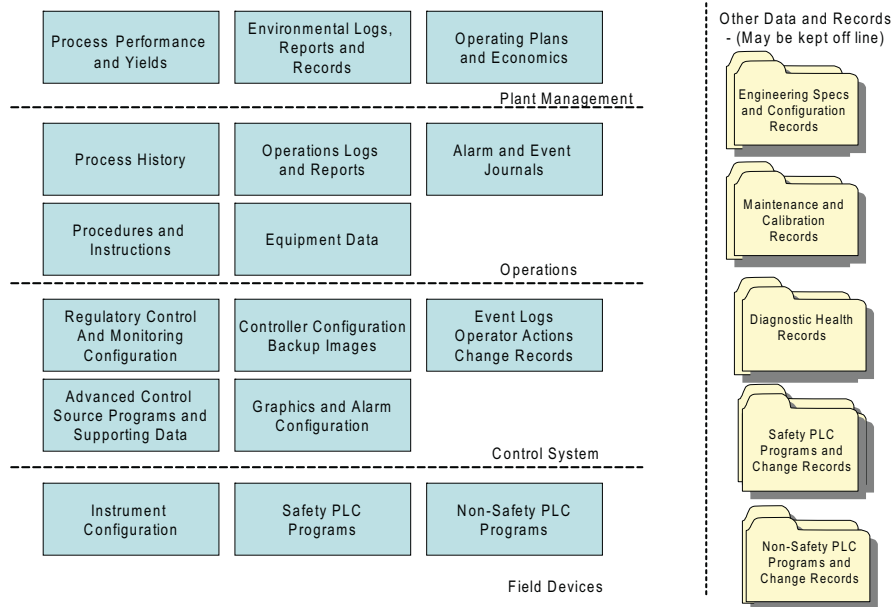 Process Performance
and Yields
Environmental Logs,
Reports and
Records
Operating Plans
and Economics
Plant Management
Process History
Operations Logs
and Reports
Alarm and Event
Journals
Procedures and
Instructions
Equipment Data
Operations
Regulatory Control
And Monitoring
Configuration
Controller Configuration
Backup Images
Event Logs
Operator Actions
Change Records
Advanced Control
Source Programs and
Supporting Data
Graphics and Alarm
Configuration
Control System
Instrument
Configuration
Safety PLC
Programs
Non-Safety PLC
Programs
Field Devices
Other Data and Records
- (May be kept off line)
Engineering Specs
and Configuration
Records
Maintenance and
Calibration
Records
Diagnostic Health
Records
Safety PLC
Programs and
Change Records
Non-Safety PLC
Programs and
Change Records